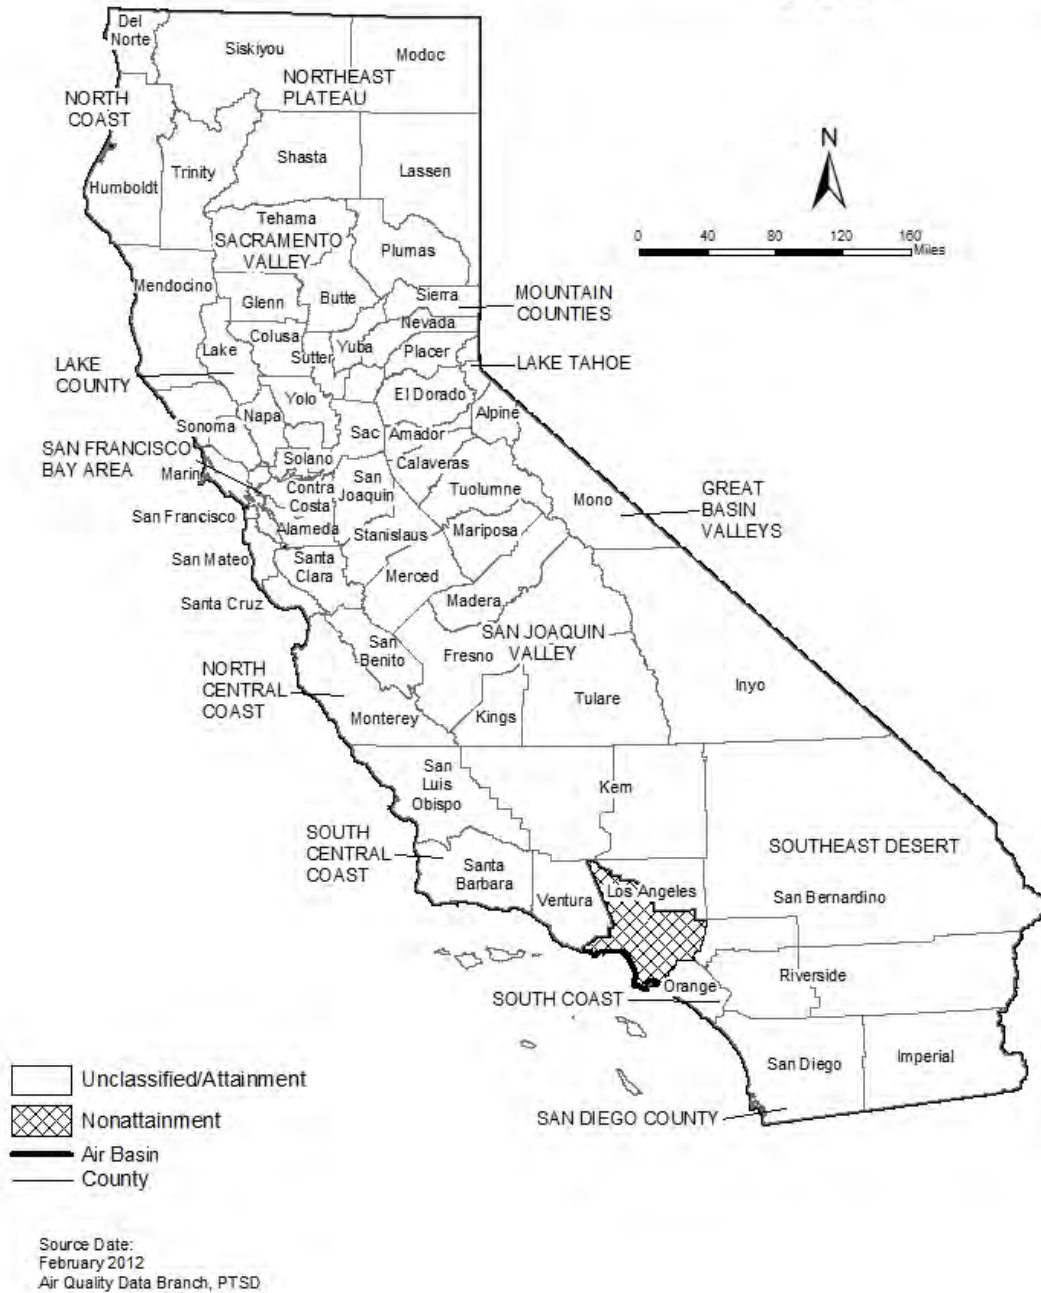 Del
Norte
Siskiyou
Modoc
NORTHEAST
PLATEAU
NORTH
COAST
N
Shasta
Trinity
Lassen
Humboldt
Tehama
SACRAMENTO
VALLEY
Plumas
0 40 80 120 160
Miles
Mendocino
Glenn
Butte
Sierra
MOUNTAIN
COUNTIES
Nevada
Colusa
Lake
Sutter
Yuba
Placer
LAKE TAHOE
LAKE
COUNTY
Yolo
El Dorado
Napa
Alpine
Sonoma
Sac
Amador
SAN FRANCISCO
BAY AREA
Solano
Calaveras
Marin
San
Joaquin
Contra
Costa
Tuolumne
Mono
GREAT
BASIN
VALLEYS
San Francisco
Alameda
Stanislaus
Mariposa
San Mateo
Santa
Clara
Merced
Santa Cruz
Madera
SAN JOAQUIN
VALLEY
San
Benito
Fresno
NORTH
CENTRAL
COAST
Inyo
Tulare
Monterey
Kings
San
Luis
Obispo
Kern
SOUTH
CENTRAL
COAST
SOUTHEAST DESERT
Santa
Barbara
Ventura
Los Angeles
San Bernardino
Riverside
Orange
SOUTH COAST
San Diego
Imperial
SAN DIEGO COUNTY
Unclassified/Attainment
Nonattainment
Air Basin
County
Source Date:
February 2012
Air Quality Data Branch, PTSD